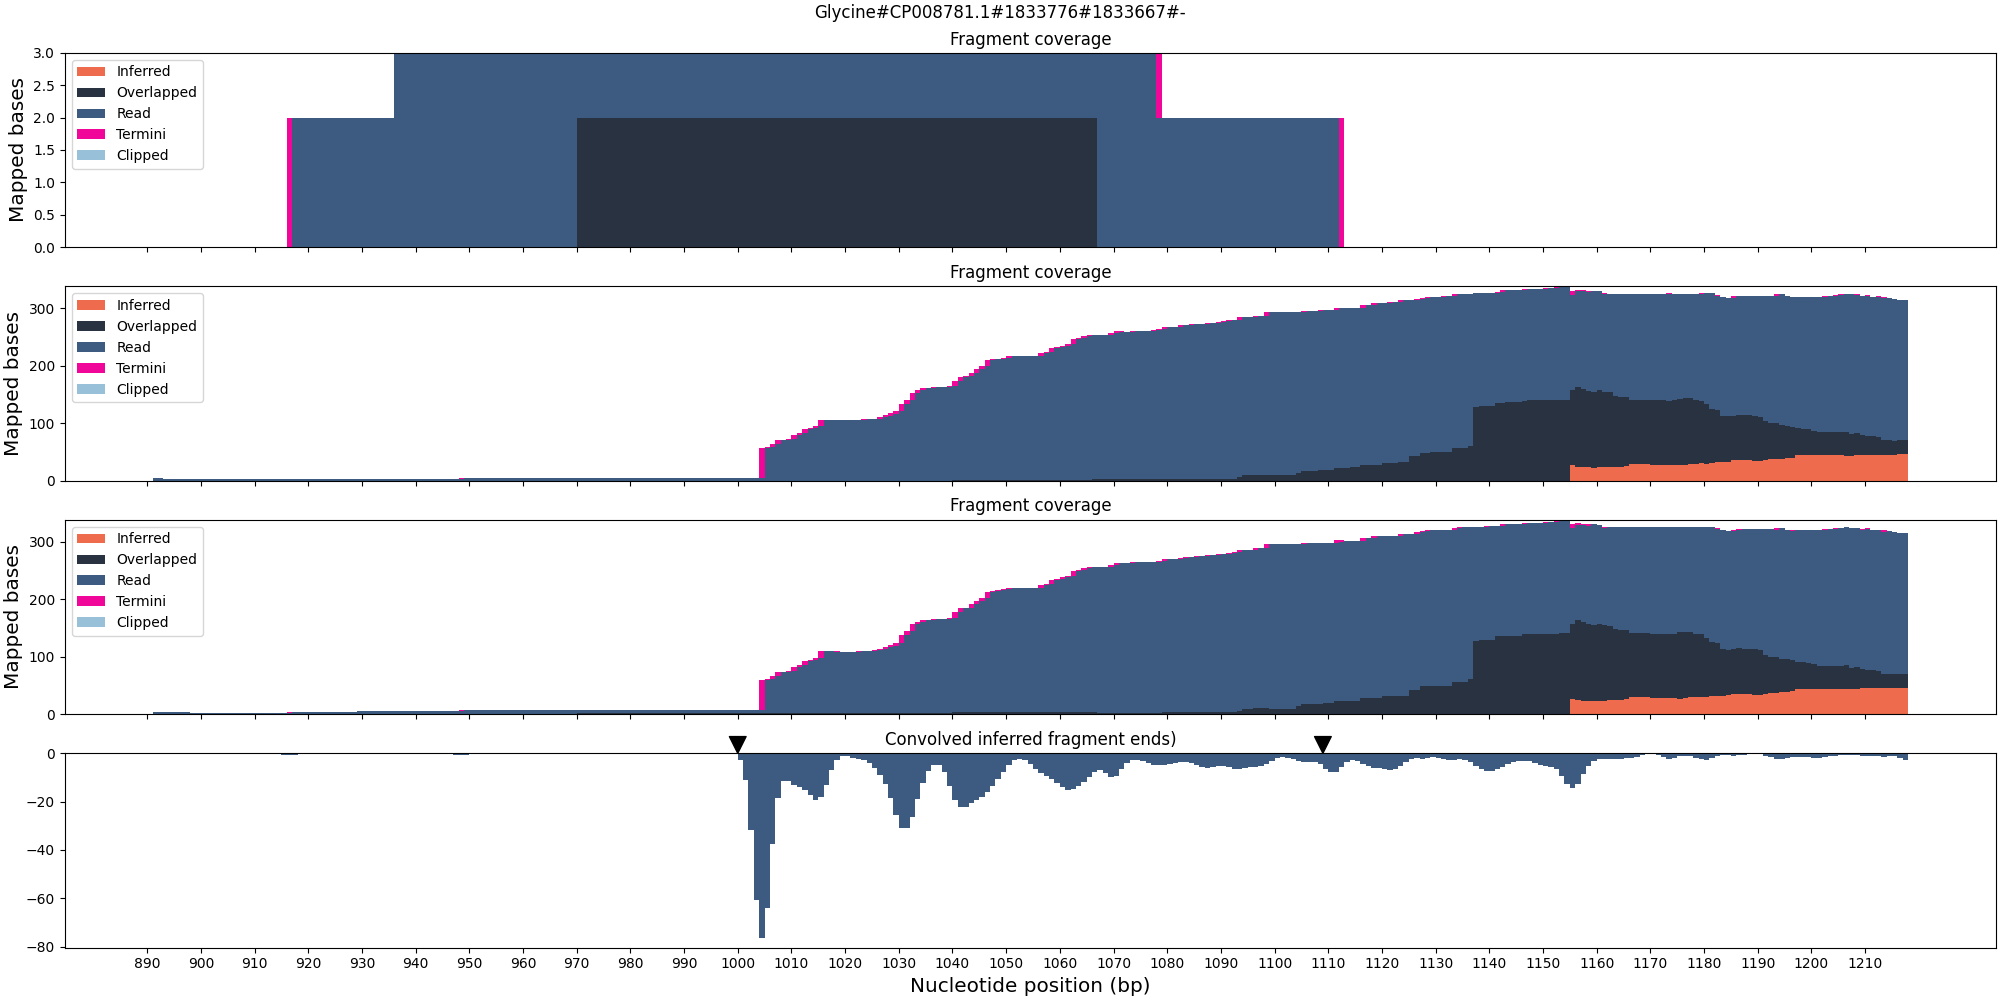 Glycine#CP008781.1#1833776#1833667#-
Fragment coverage
Mapped bases
3.0
2.5
2.0
1.5
1.0
0.5
0.0
Inferred
Overlapped
Read
Termini
Clipped
Fragment coverage
Mapped bases
300
200
100
0
Inferred
Overlapped
Read
Termini
Clipped
Fragment coverage
Mapped bases
300
200
100
0
Inferred
Overlapped
Read
Termini
Clipped
Convolved inferred fragment ends)
0
−20
−40
−60
−80
890 900 910 920 930 940 950 960 970 980 990 1000 1010 1020 1030 1040 1050 1060 1070 1080 1090 1100 1110 1120 1130 1140 1150 1160 1170 1180 1190 1200 1210
Nucleotide position (bp)